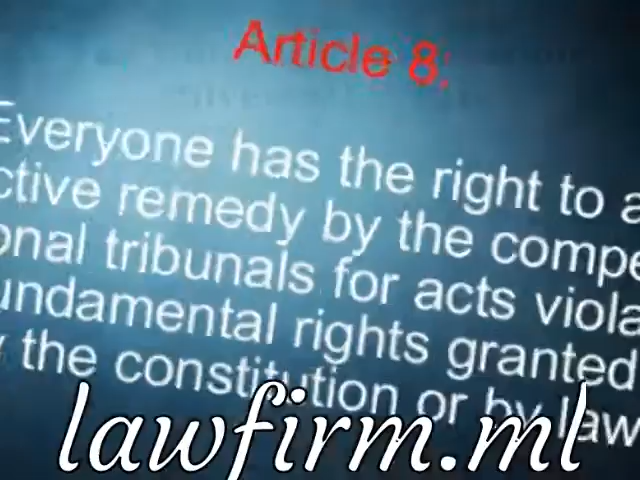 Article 8:
Everyone has the right to a
ctive remedy by the compe
onal tribunals for acts viola
undamental rights granted
the constitution or by law
lawfirm.ml